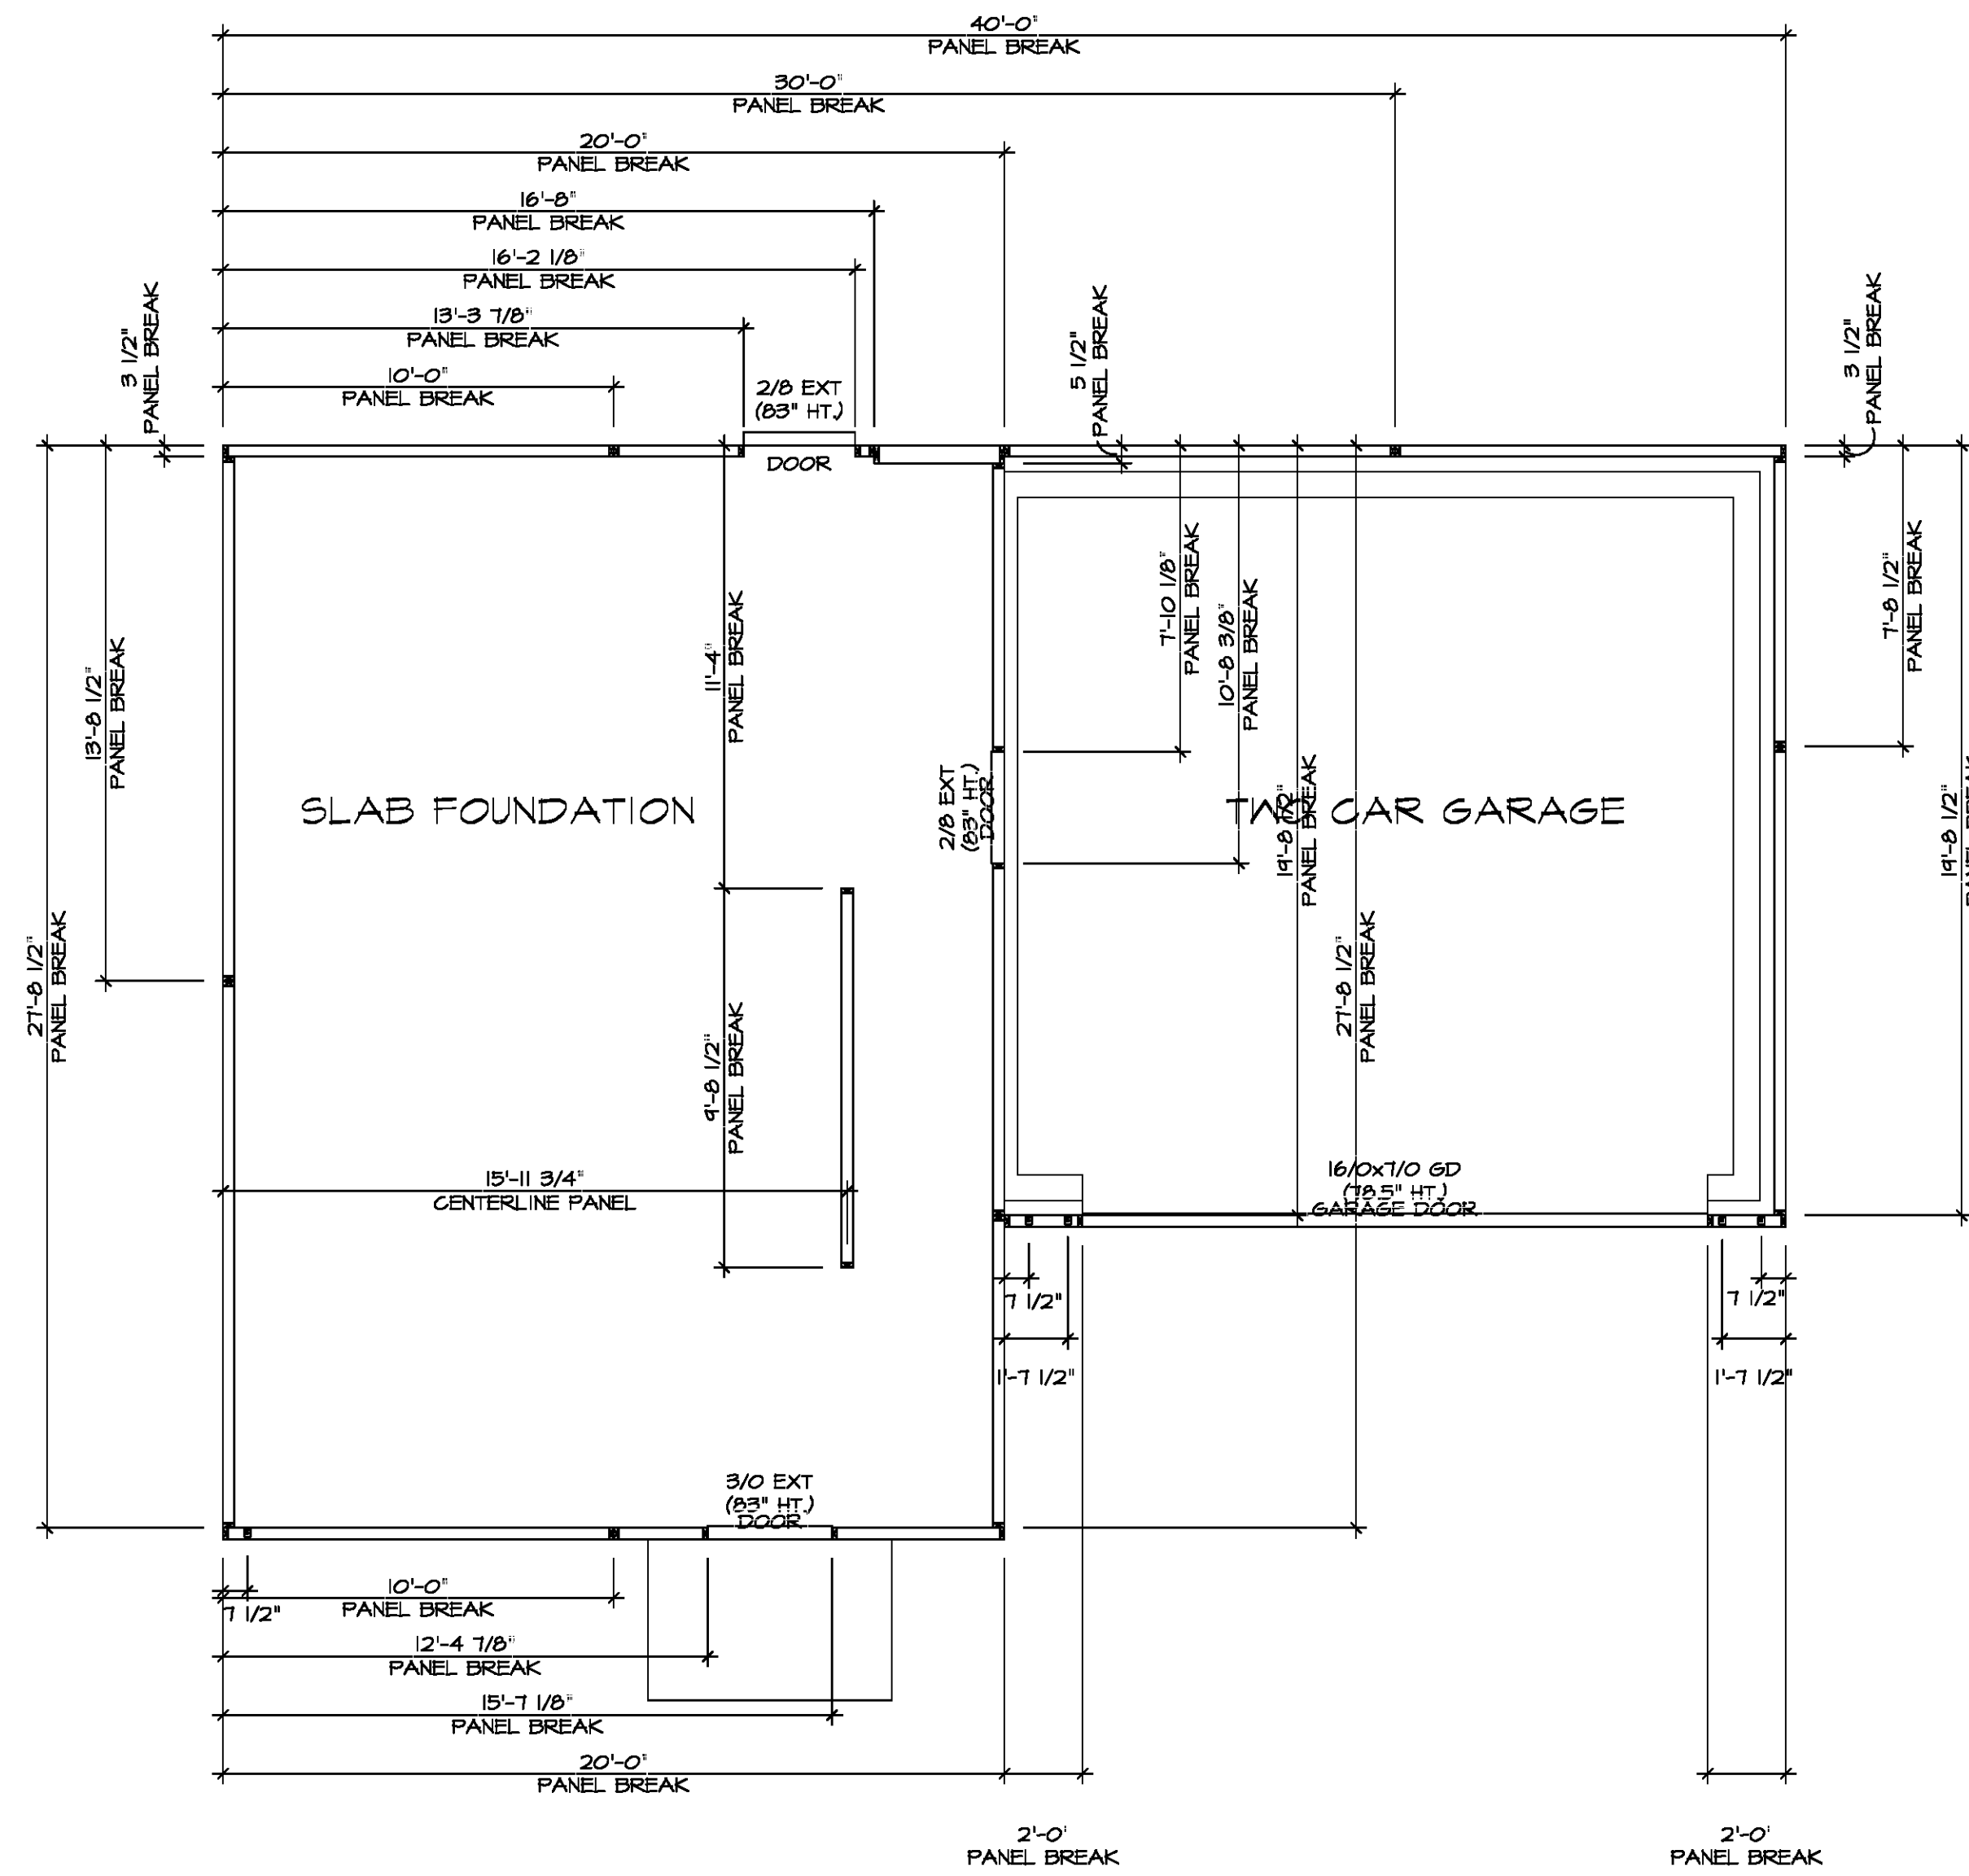 40'-0"
PANEL BREAK
30'-0"
PANEL BREAK
20'-0"
PANEL BREAK
16'-8"
PANEL BREAK
16'-2 1/8"
PANEL BREAK
13'-3 7/8"
PANEL BREAK
10'-0"
PANEL BREAK
3 1/2"
PANEL BREAK
2/8 EXT
(83" HT.)
DOOR
5 1/2"
PANEL BREAK
3 1/2"
PANEL BREAK
13'-8 1/2"
PANEL BREAK
11'-4"
PANEL BREAK
7'-10 1/8"
PANEL BREAK
10'-8 3/8"
PANEL BREAK
7'-8 1/2"
PANEL BREAK
SLAB FOUNDATION
2/8 EXT
(83" HT.)
DOOR
TWO CAR GARAGE
19'-8 1/2"
PANEL BREAK
19'-8 1/2"
PANEL BREAK
27'-8 1/2"
PANEL BREAK
9'-8 1/2"
PANEL BREAK
27'-8 1/2"
PANEL BREAK
15'-11 3/4"
CENTERLINE PANEL
16/0x7/0 GD
(78.5" HT.)
GARAGE DOOR
7 1/2"
7 1/2"
1'-7 1/2"
1'-7 1/2"
3/0 EXT
(83" HT.)
DOOR
10'-0"
PANEL BREAK
7 1/2"
12'-4 7/8"
PANEL BREAK
15'-7 1/8"
PANEL BREAK
20'-0"
PANEL BREAK
2'-0"
PANEL BREAK
2'-0"
PANEL BREAK